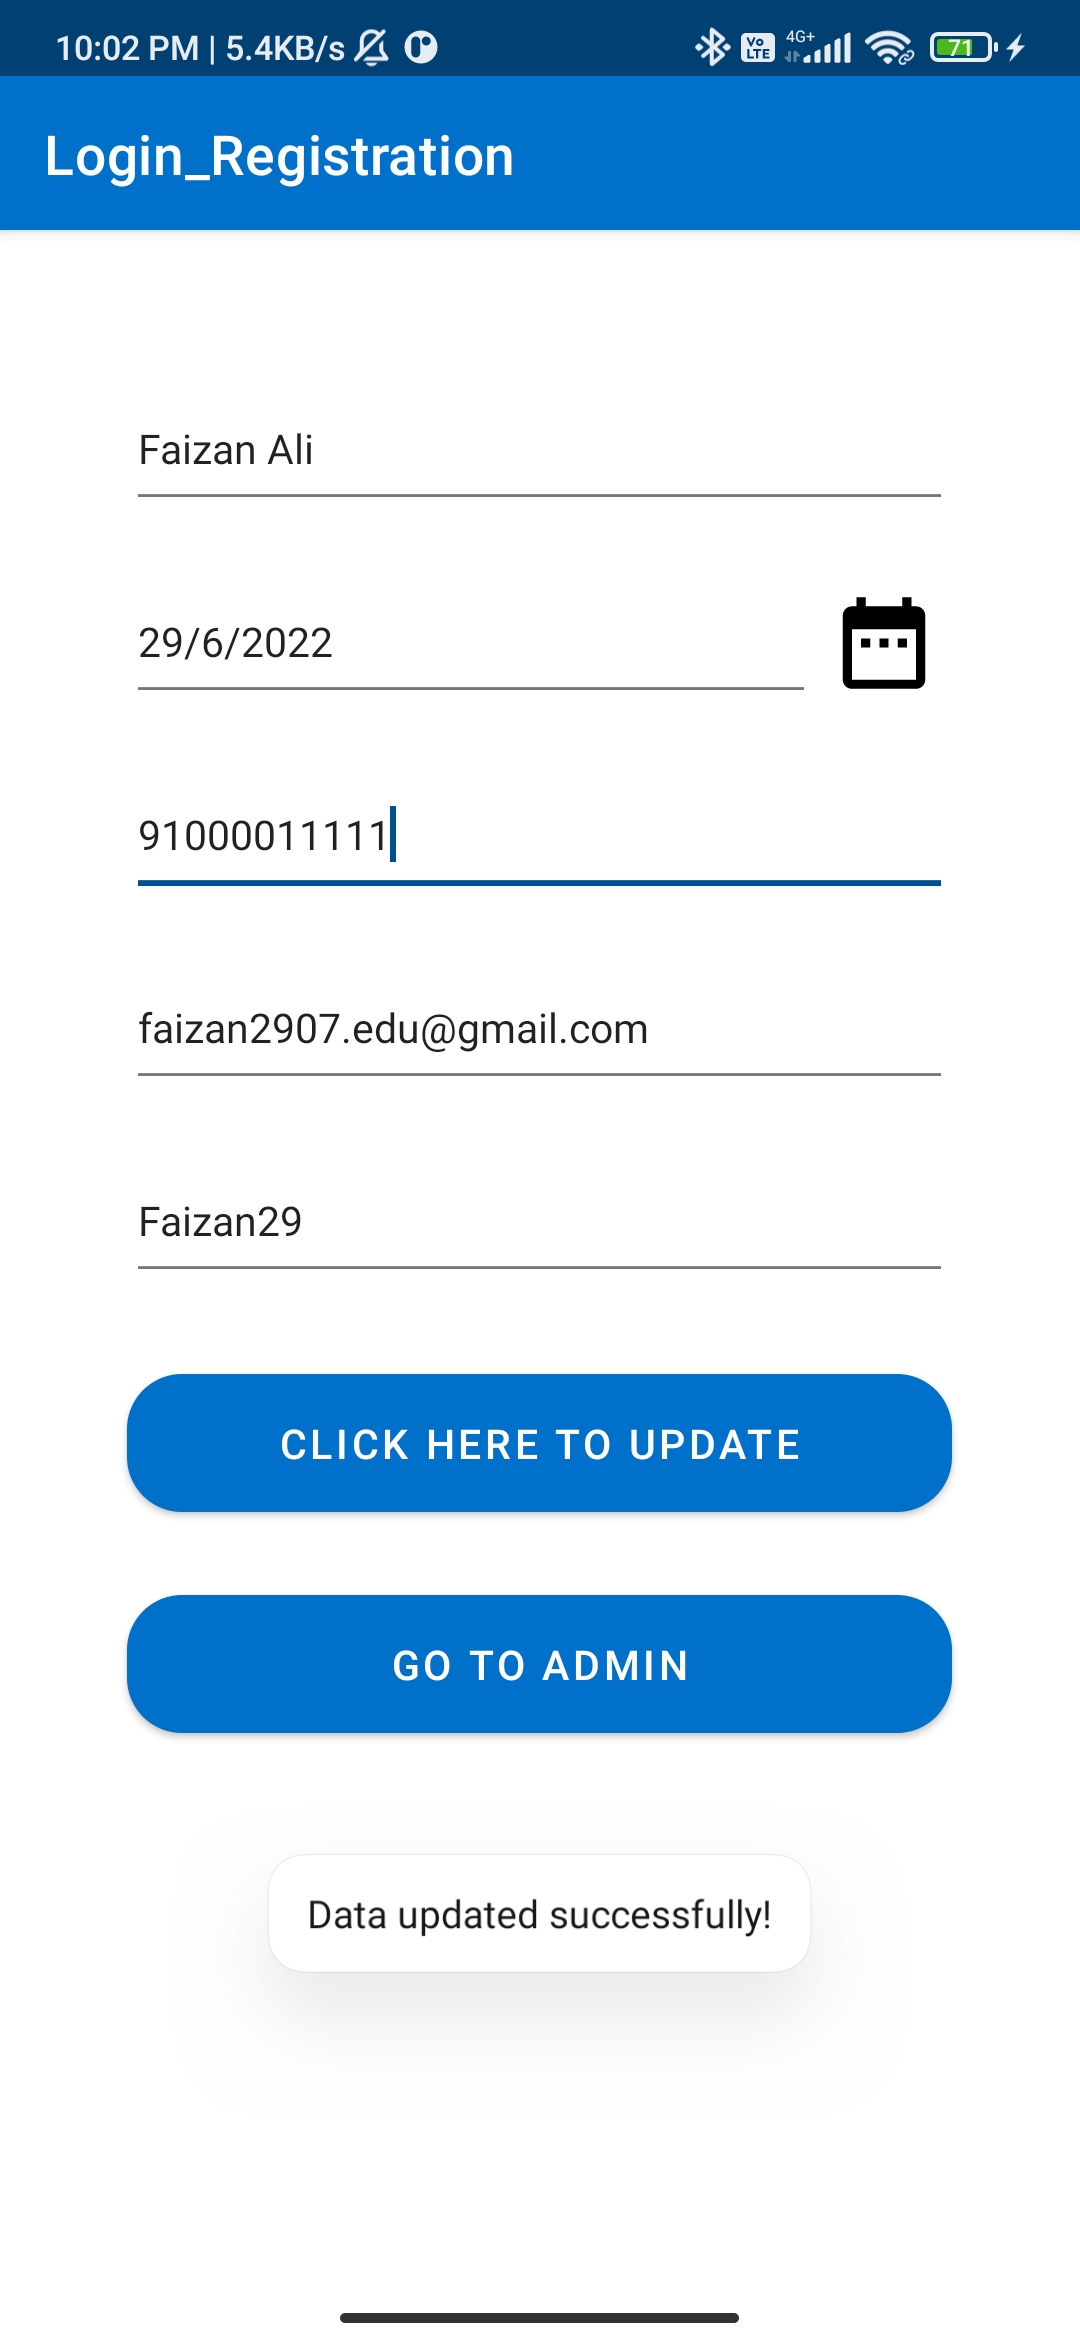 10:02 PM | 5.4KB/s
Vo LTE 4G+ 71
Login_Registration
Faizan Ali
29/6/2022
91000011111
faizan2907.edu@gmail.com
Faizan29
CLICK HERE TO UPDATE
GO TO ADMIN
Data updated successfully!